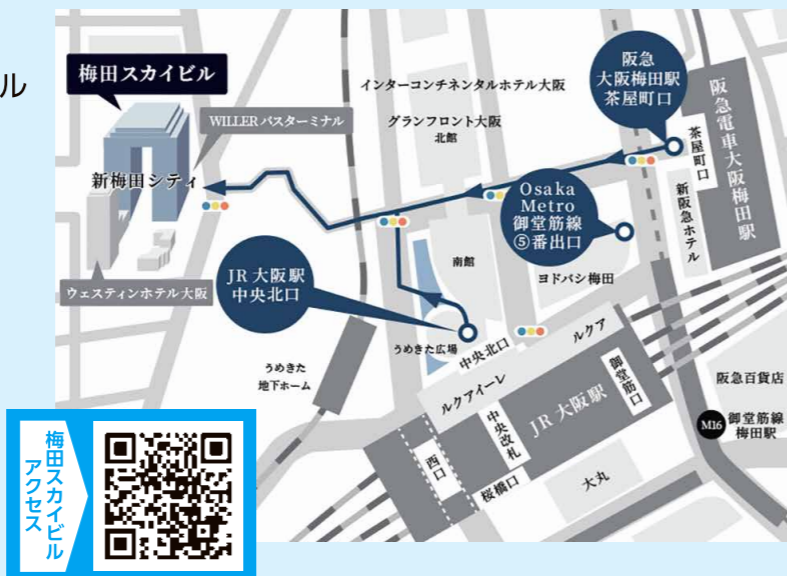 ル
梅田スカイビル
WILLER バスターミナル
新梅田シティ
ウェスティンホテル大阪
インターコンチネンタルホテル大阪
グランフロント大阪
北館
阪急
大阪梅田駅
茶屋町口
阪急電車大阪梅田駅
茶屋町口
新阪急ホテル
Osaka
Metro
御堂筋線
⑤番出口
南館
ヨドバシ梅田
JR 大阪駅
中央北口
うめきた広場
中央北口
ルクア
ルクアイーレ
うめきた
地下ホーム
JR 大阪駅
御堂筋口
中央改札
西口
桜橋口
大丸
阪急百貨店
M16
御堂筋線
梅田駅
梅田スカイビル
アクセス